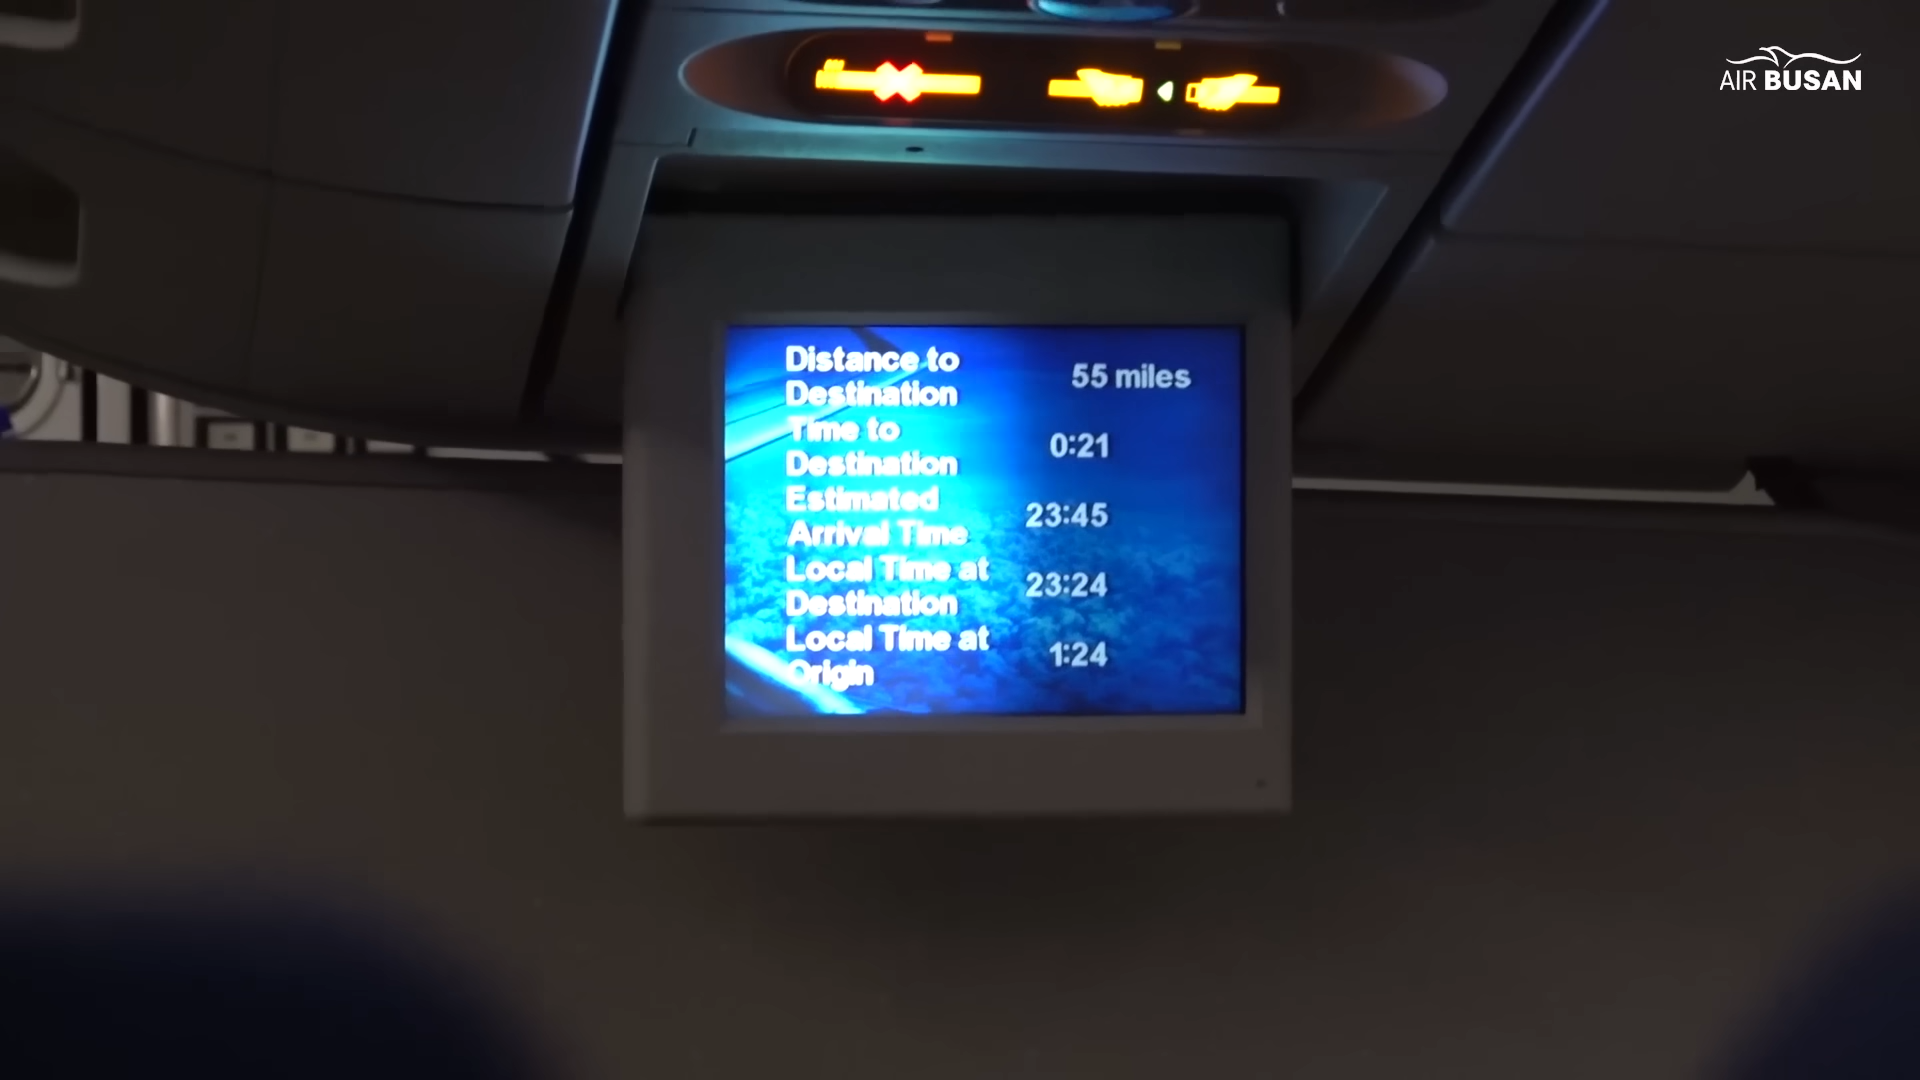 AIR BUSAN
Distance to
Destination
55 miles
Time to
Destination
0:21
Estimated
Arrival Time
23:45
Local Time at
Destination
23:24
Local Time at
Origin
1:24